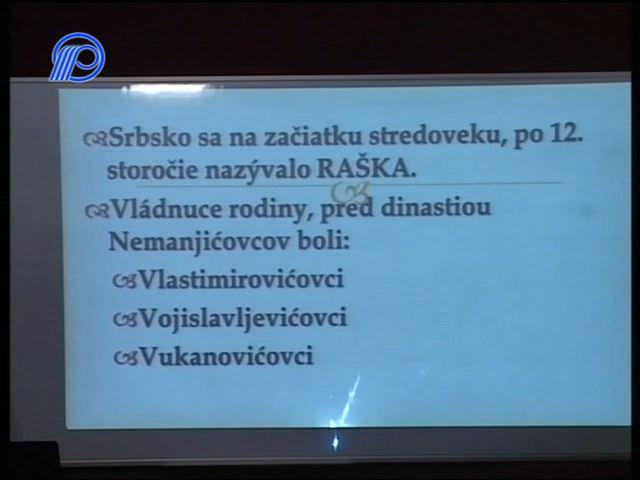 Srbsko sa na začiatku stredoveku, po 12.
storočie nazývalo RAŠKA.
Vládnuce rodiny, pred dinastiou
Nemanjićovcov boli:
Vlastimirovićovci
Vojislavljevićovci
Vukanovićovci